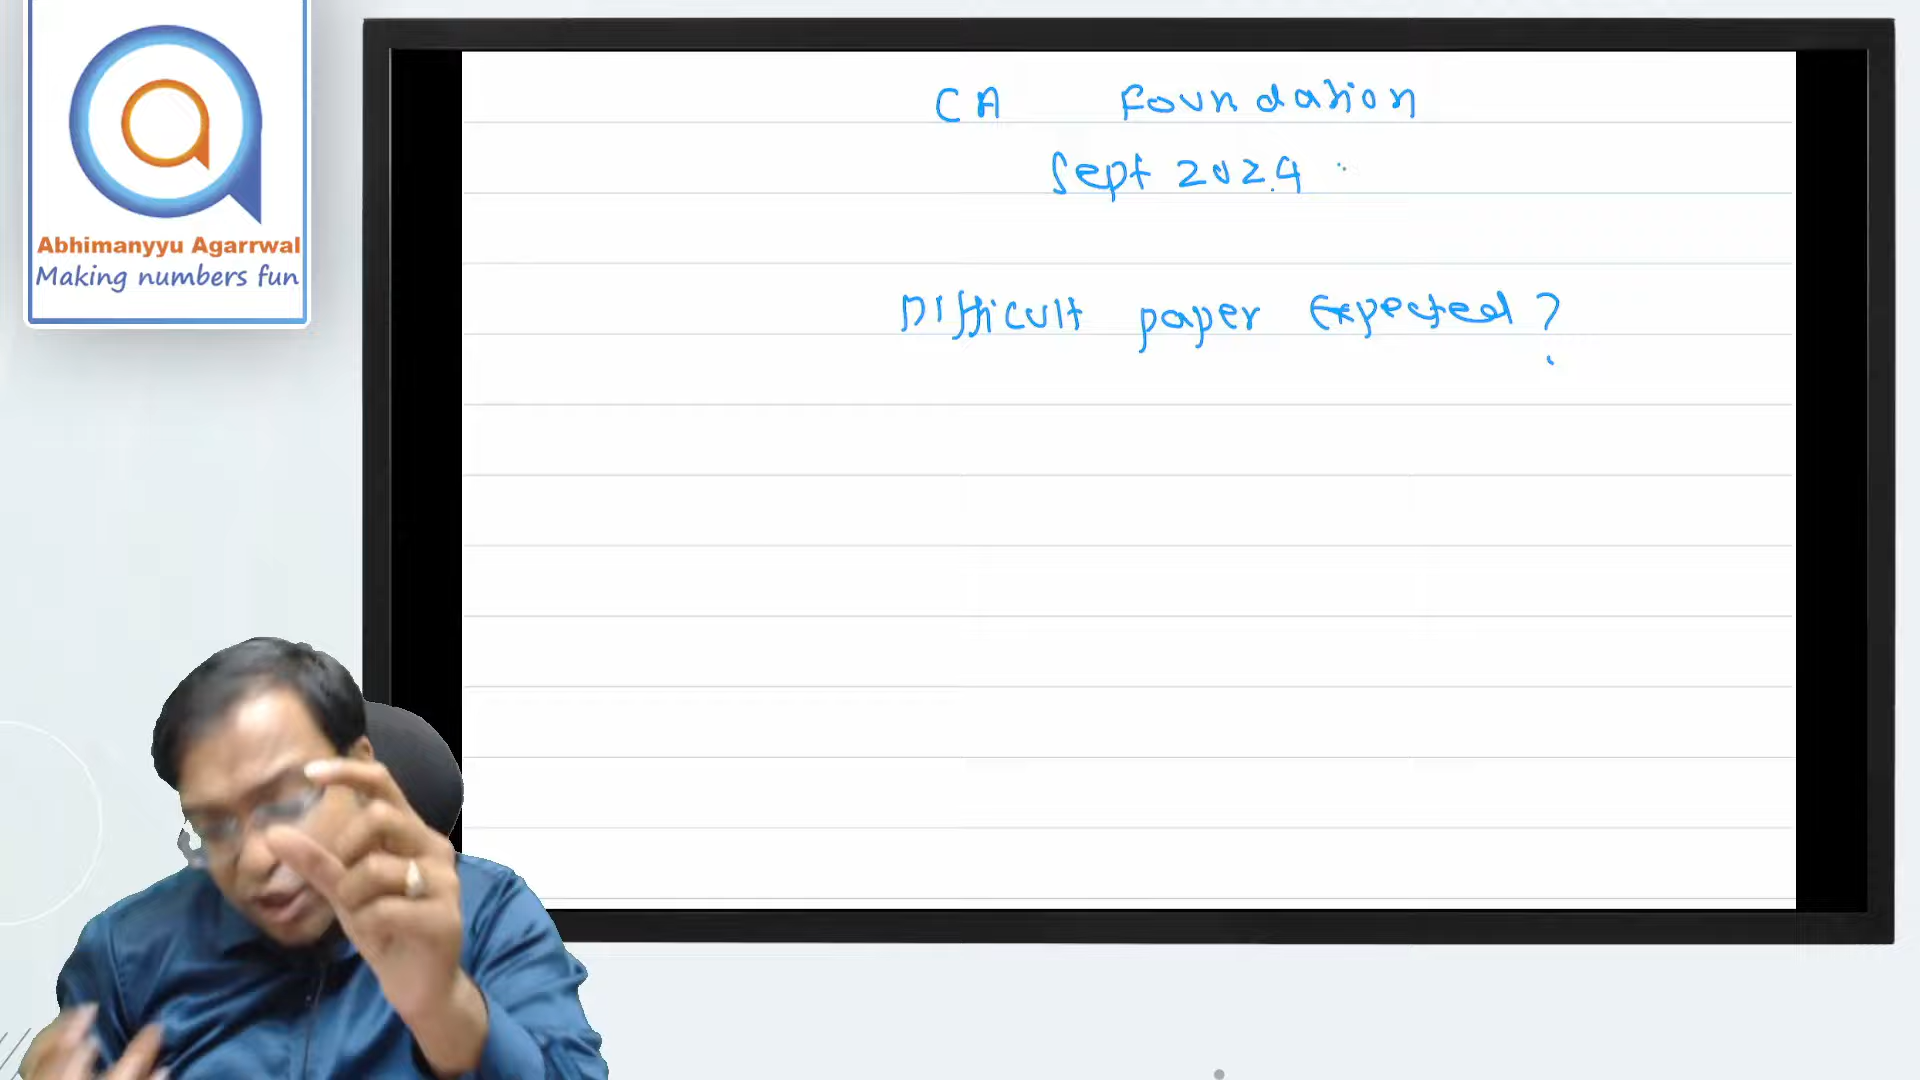 Abhimanyyu Agarrwal
Making numbers fun
CA Foundation
Sept 2024
Difficult paper Expected ?